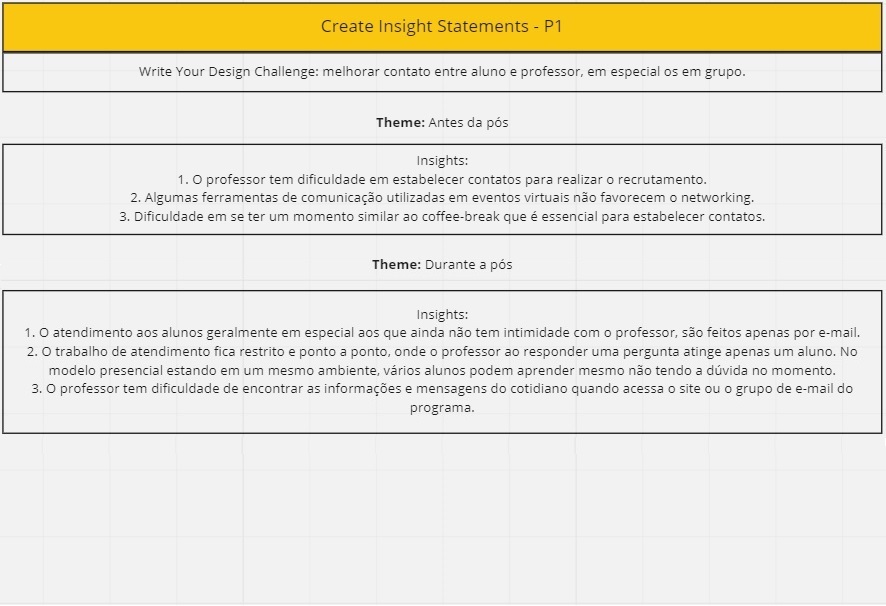 Create Insight Statements - P1
Write Your Design Challenge: melhorar contato entre aluno e professor, em especial os em grupo.
Theme: Antes da pós
Insights:
1. O professor tem dificuldade em estabelecer contatos para realizar o recrutamento.
2. Algumas ferramentas de comunicação utilizadas em eventos virtuais não favorecem o networking.
3. Dificuldade em se ter um momento similar ao coffee-break que é essencial para estabelecer contatos.
Theme: Durante a pós
Insights:
1. O atendimento aos alunos geralmente em especial aos que ainda não tem intimidade com o professor, são feitos apenas por e-mail.
2. O trabalho de atendimento fica restrito e ponto a ponto, onde o professor ao responder uma pergunta atinge apenas um aluno. No
modelo presencial estando em um mesmo ambiente, vários alunos podem aprender mesmo não tendo a dúvida no momento.
3. O professor tem dificuldade de encontrar as informações e mensagens do cotidiano quando acessa o site ou o grupo de e-mail do
programa.